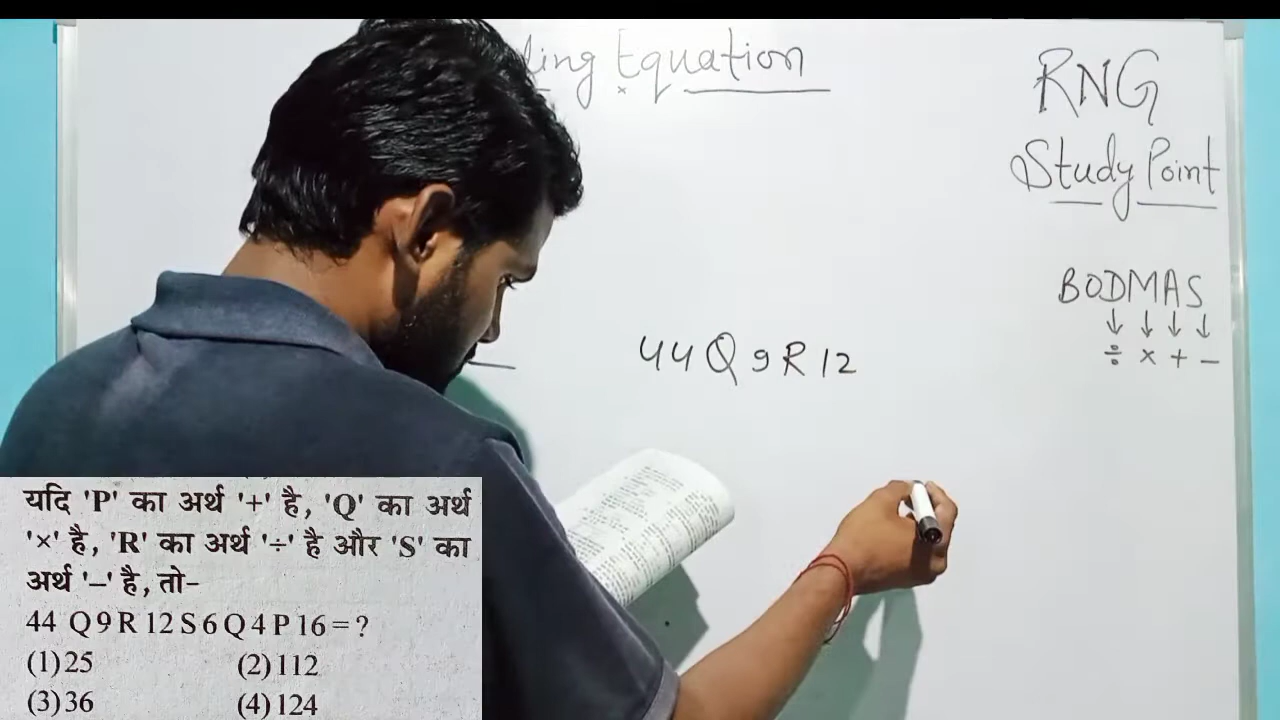 Equation
RNG
Study Point
BODMAS
÷ × + −
44 Q 9 R 12
यदि 'P' का अर्थ '+' है, 'Q' का अर्थ
'×' है, 'R' का अर्थ '÷' है और 'S' का
अर्थ '–' है, तो–
44 Q 9 R 12 S 6 Q 4 P 16 = ?
(1) 25 (2) 112
(3) 36 (4) 124